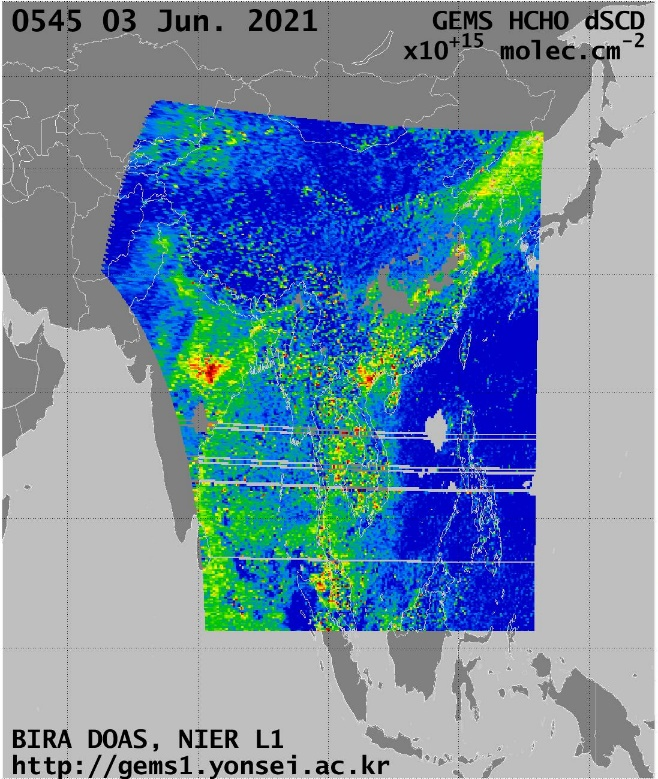 0545 03 Jun. 2021
GEMS HCHO dSCD
x10+15 molec.cm-2
BIRA DOAS, NIER L1
http://gems1.yonsei.ac.kr